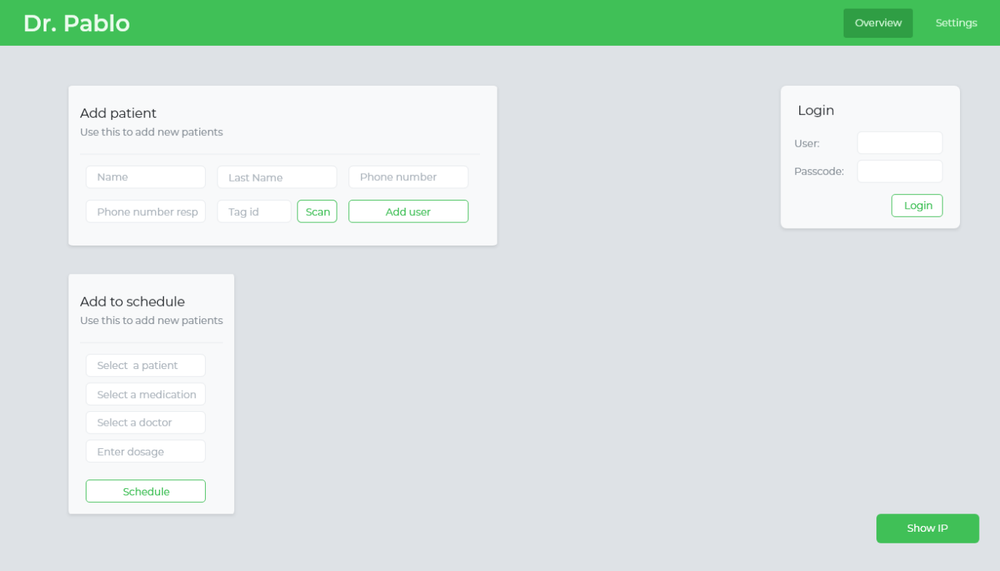 Dr. Pablo
Overview
Settings
Add patient
Use this to add new patients
Name
Last Name
Phone number
Phone number resp
Tag id
Scan
Add user
Login
User:
Passcode:
Login
Add to schedule
Use this to add new patients
Select a patient
Select a medication
Select a doctor
Enter dosage
Schedule
Show IP